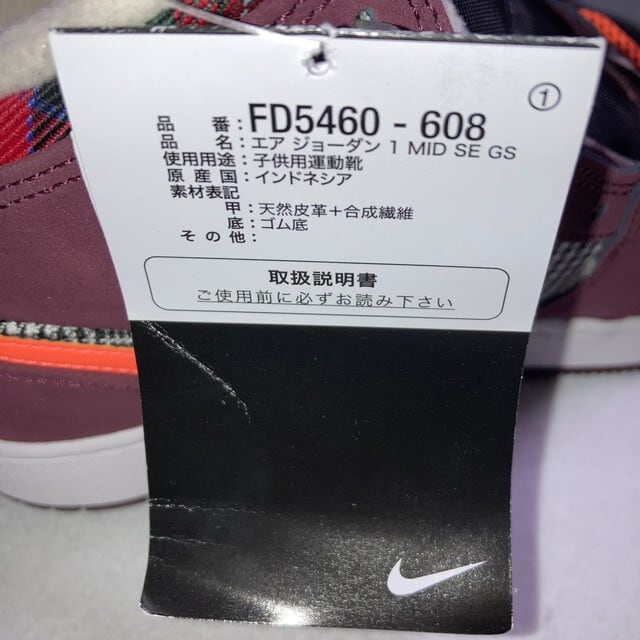 ①
品 番：FD5460 - 608
品 名：エア ジョーダン 1 MID SE GS
使用用途：子供用運動靴
原 産 国：インドネシア
素材表記
甲：天然皮革＋合成繊維
底：ゴム底
そ の 他：
取扱説明書
ご使用前に必ずお読み下さい